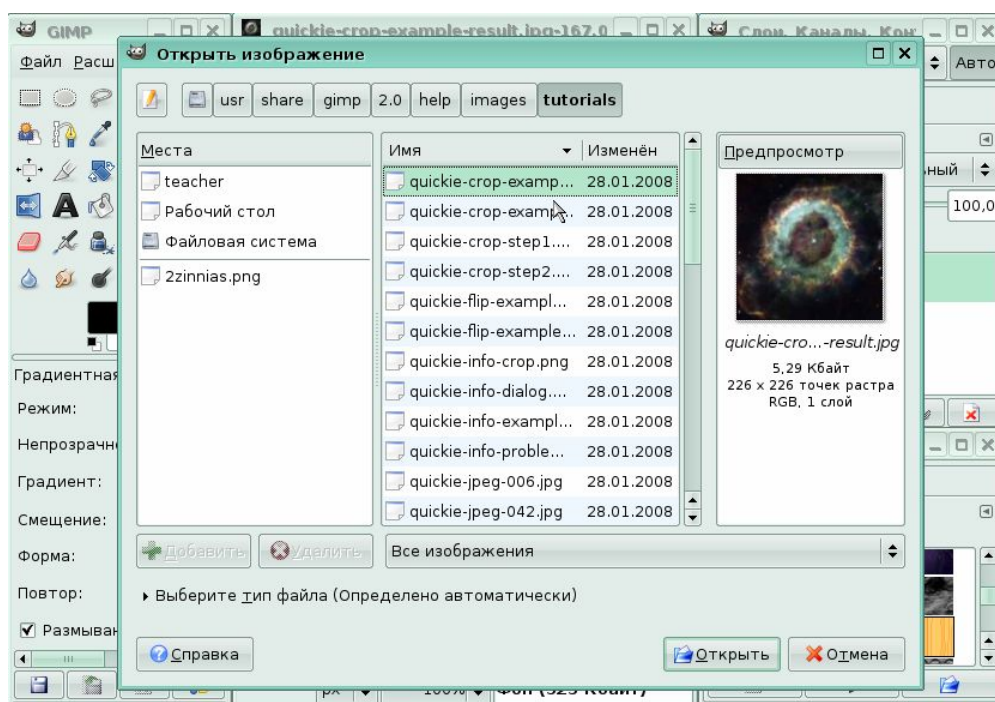 GIMP
quickie-crop-example-result.jpg-167.0
Слои, Каналы, Кон
Файл Расш
Авто
Открыть изображение
usr share gimp 2.0 help images tutorials
Места
teacher
Рабочий стол
Файловая система
2zinnias.png
Имя Изменён
quickie-crop-examp... 28.01.2008
quickie-crop-examp... 28.01.2008
quickie-crop-step1.... 28.01.2008
quickie-crop-step2.... 28.01.2008
quickie-flip-exampl... 28.01.2008
quickie-flip-example... 28.01.2008
quickie-info-crop.png 28.01.2008
quickie-info-dialog.... 28.01.2008
quickie-info-exampl... 28.01.2008
quickie-info-proble... 28.01.2008
quickie-jpeg-006.jpg 28.01.2008
quickie-jpeg-042.jpg 28.01.2008
Предпросмотр
quickie-cro...-result.jpg
5,29 Кбайт
226 x 226 точек растра
RGB, 1 слой
ный
100,0
Градиентная
Режим:
Непрозрачн
Градиент:
Смещение:
Форма:
Повтор:
Размыван
Добавить Удалить Все изображения
Выберите тип файла (Определено автоматически)
Справка Открыть Отмена
px 100% Фон (525 Кбайт)